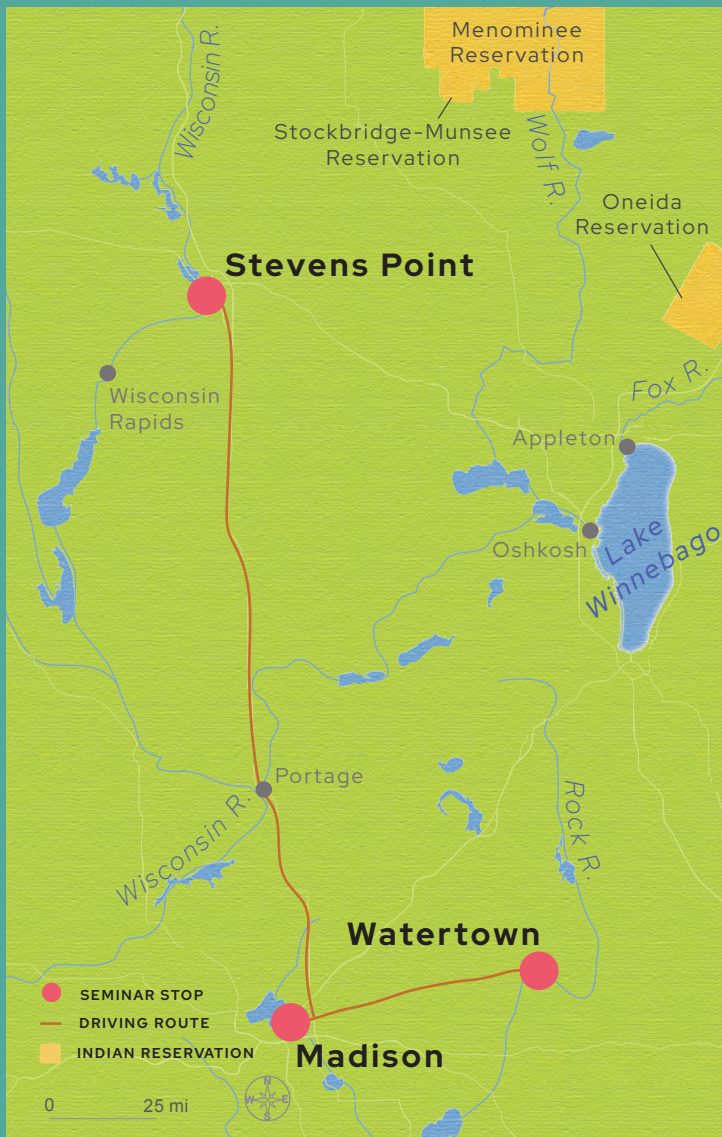 Wisconsin R.
Menominee
Reservation
Stockbridge-Munsee
Reservation
Wolf R.
Oneida
Reservation
Stevens Point
Wisconsin
Rapids
Fox R.
Appleton
Oshkosh
Lake
Winnebago
Portage
Wisconsin R.
Rock R.
Watertown
Madison
SEMINAR STOP
DRIVING ROUTE
INDIAN RESERVATION
0 25 mi
N
W E
S